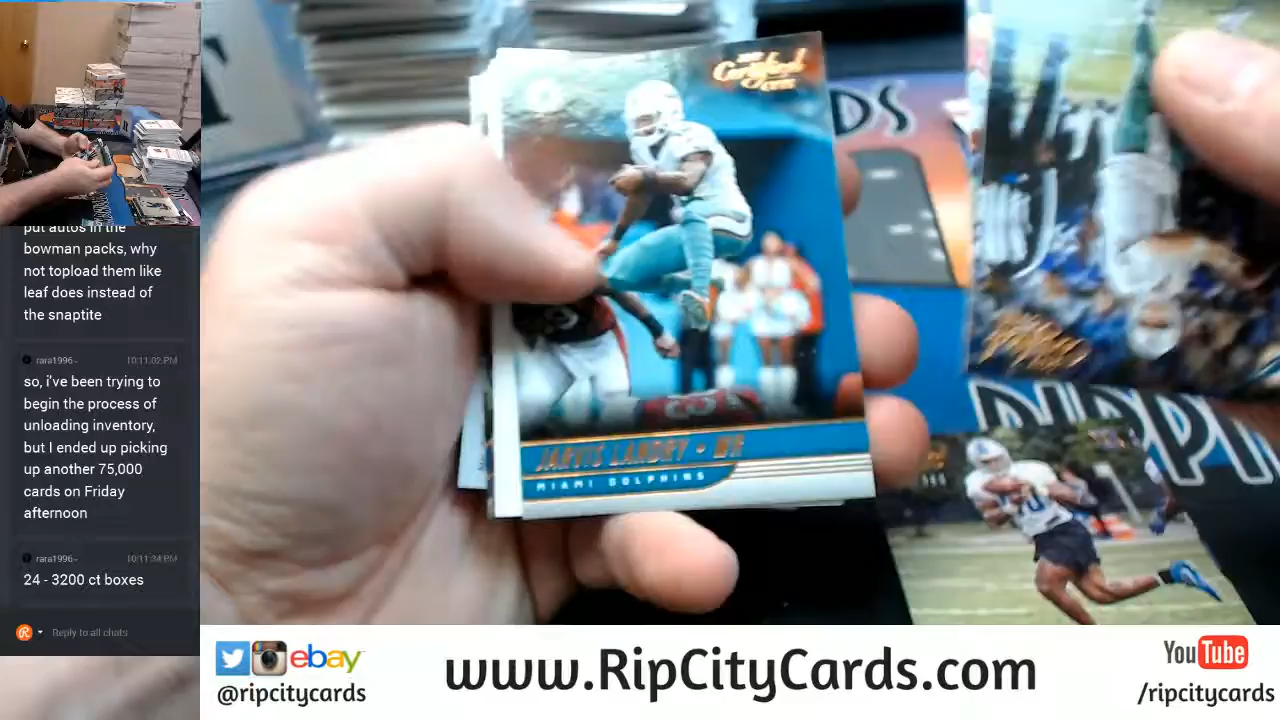 put autos in the
bowman packs, why
not topload them like
leaf does instead of
the snaptite
rara1996~ 10:11:02 PM
so, i've been trying to
begin the process of
unloading inventory,
but I ended up picking
up another 75,000
cards on Friday
afternoon
rara1996~ 10:11:34 PM
24 - 3200 ct boxes
Reply to all chats
DS
JARVIS LANDRY • WR
MIAMI DOLPHINS
ebay
@ripcitycards
www.RipCityCards.com
YouTube
/ripcitycards